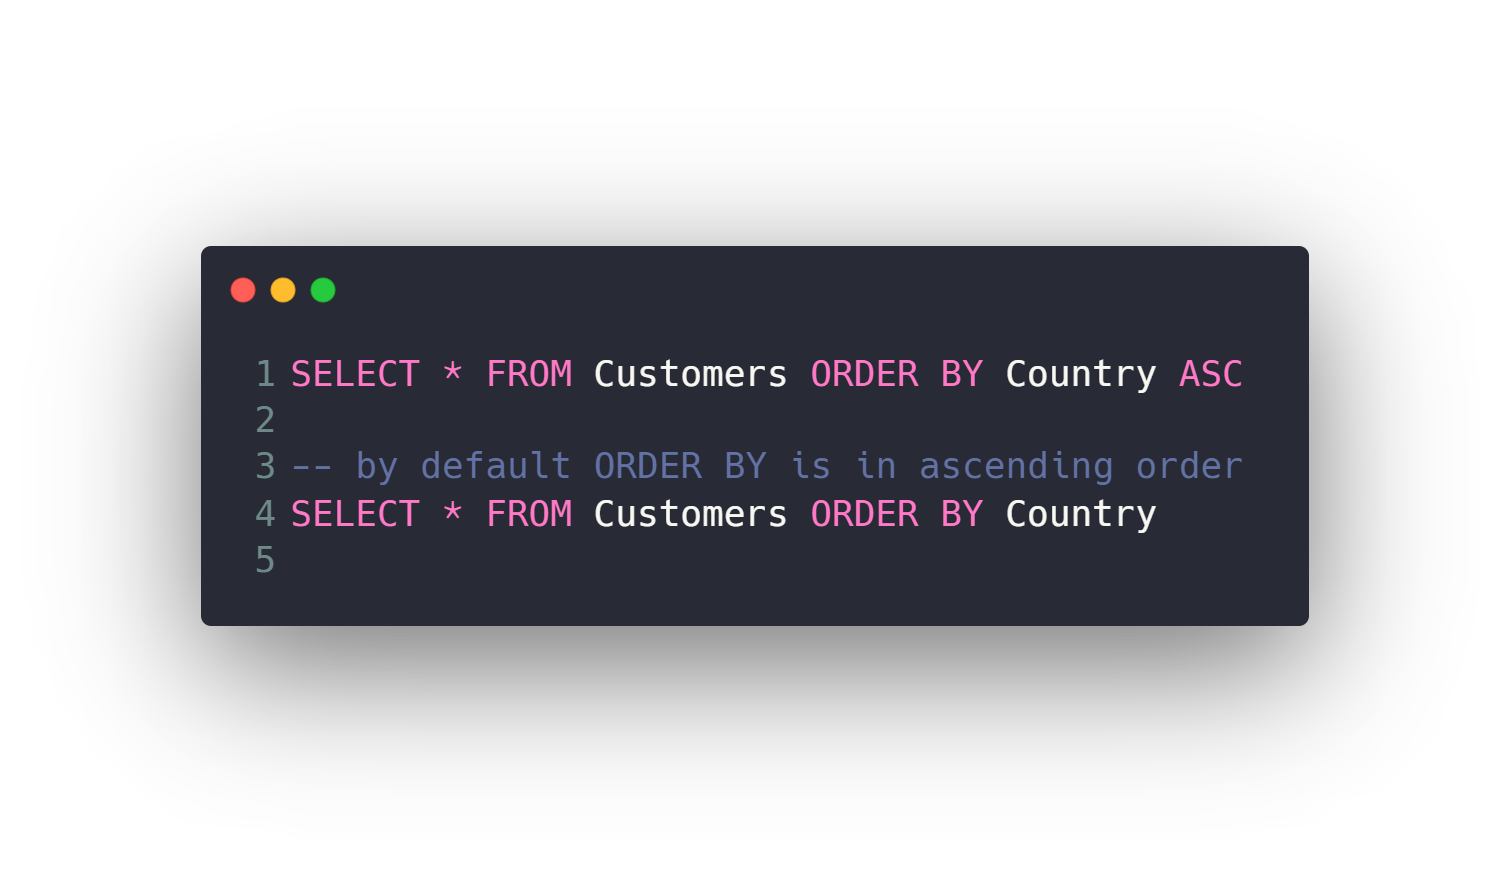 1 SELECT * FROM Customers ORDER BY Country ASC
2
3 -- by default ORDER BY is in ascending order
4 SELECT * FROM Customers ORDER BY Country
5